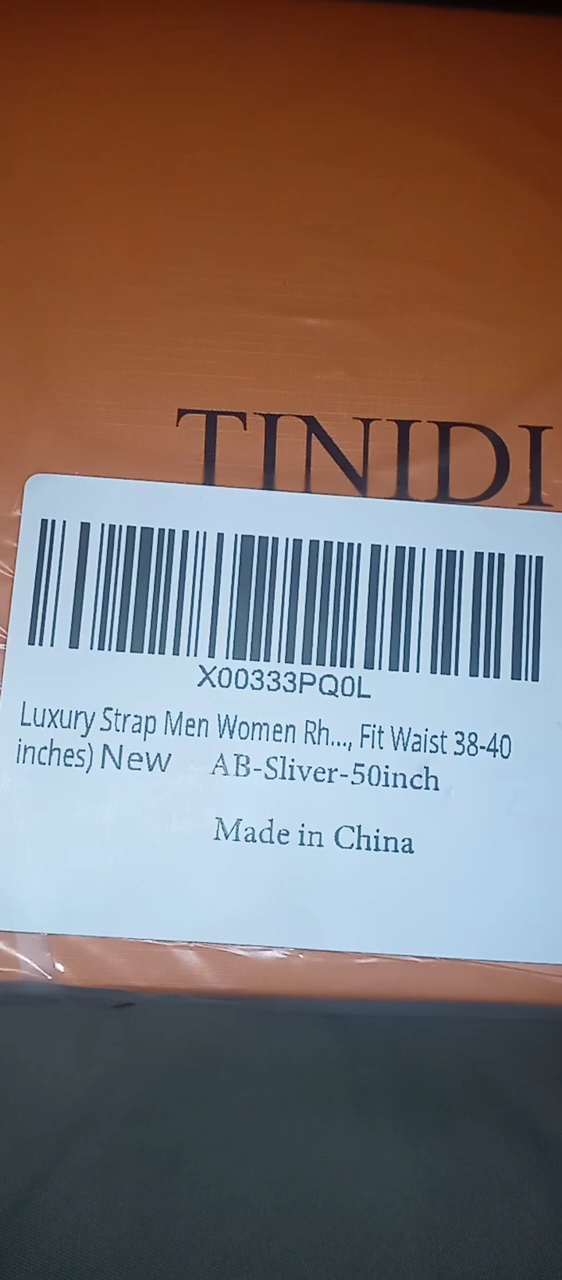 TINIDI
X00333PQ0L
Luxury Strap Men Women Rh..., Fit Waist 38-40
inches) New AB-Sliver-50inch
Made in China